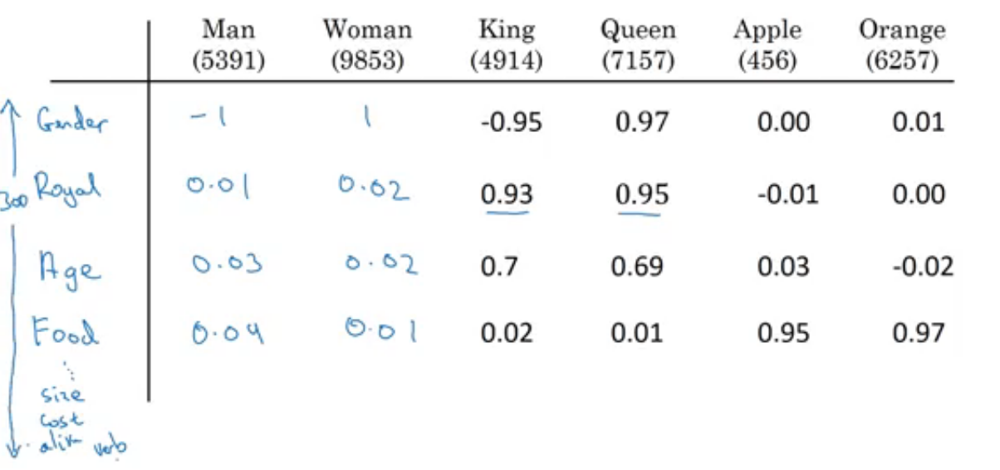 Man Woman King Queen Apple Orange
(5391) (9853) (4914) (7157) (456) (6257)
Gender -1 1 -0.95 0.97 0.00 0.01
300 Royal 0.01 0.02 0.93 0.95 -0.01 0.00
Age 0.03 0.02 0.7 0.69 0.03 -0.02
Food 0.04 0.01 0.02 0.01 0.95 0.97
size
cost
verb